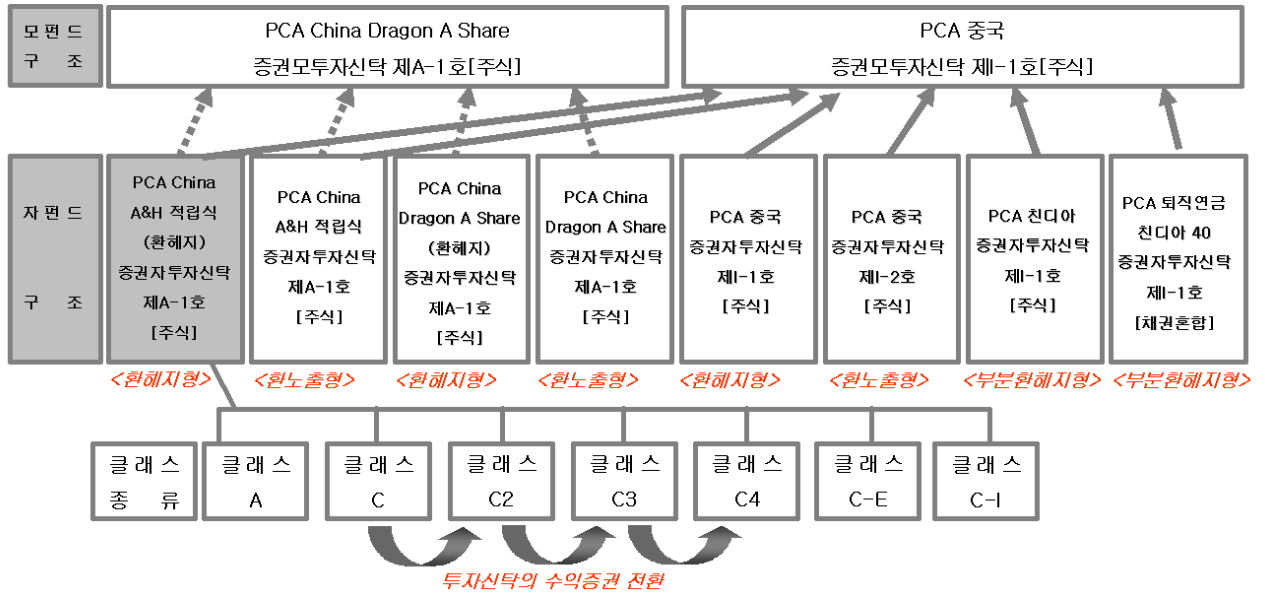 모 펀 드
구 조
PCA China Dragon A Share
증권모투자신탁 제A-1호[주식]
PCA 중국
증권모투자신탁 제I-1호[주식]
자 펀 드
구 조
PCA China
A&H 적립식
(환헤지)
증권자투자신탁
제A-1호
[주식]
PCA China
A&H 적립식
증권자투자신탁
제A-1호
[주식]
PCA China
Dragon A Share
(환헤지)
증권자투자신탁
제A-1호
[주식]
PCA China
Dragon A Share
증권자투자신탁
제A-1호
[주식]
PCA 중국
증권자투자신탁
제I-1호
[주식]
PCA 중국
증권자투자신탁
제I-2호
[주식]
PCA 친디아
증권자투자신탁
제I-1호
[주식]
PCA 퇴직연금
친디아 40
증권자투자신탁
제I-1호
[채권혼합]
<환헤지형>
<환노출형>
<환헤지형>
<환노출형>
<환헤지형>
<환노출형>
<부분환헤지형>
<부분환헤지형>
클 래 스
종 류
클 래 스
A
클 래 스
C
클 래 스
C2
클 래 스
C3
클 래 스
C4
클 래 스
C-E
클 래 스
C-I
투자신탁의 수익증권 전환